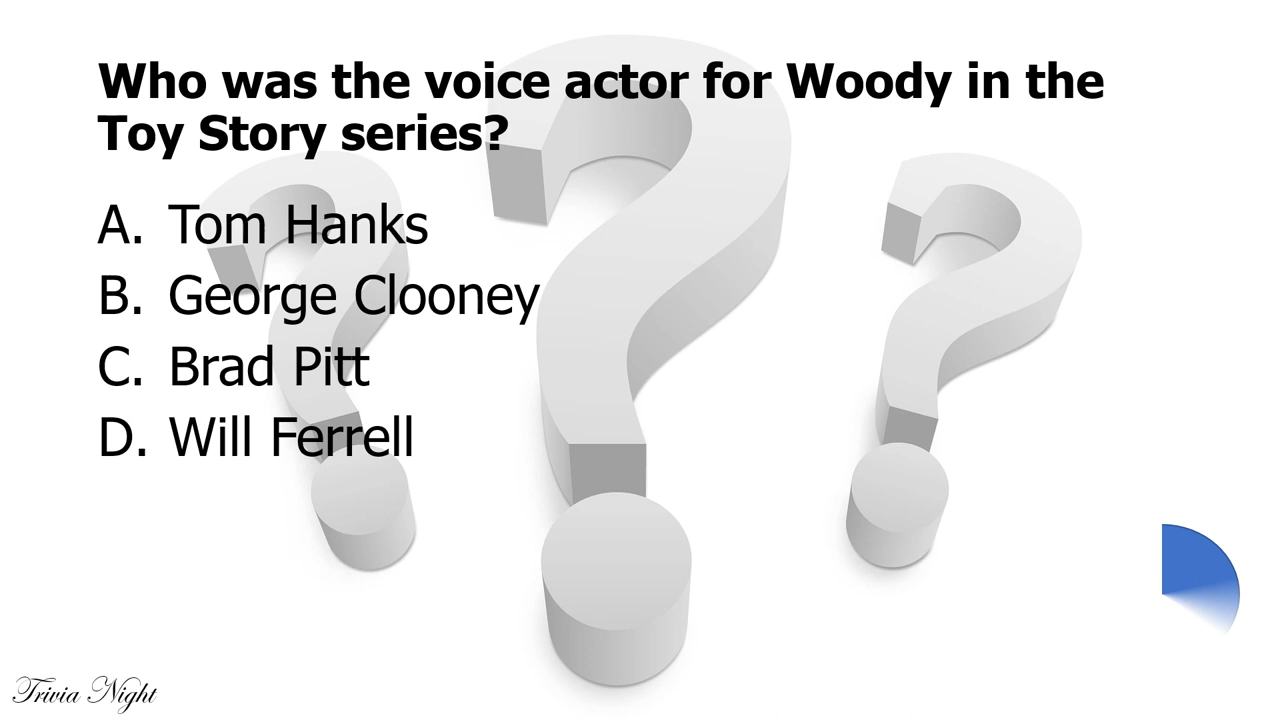 Who was the voice actor for Woody in the
Toy Story series?
A. Tom Hanks
B. George Clooney
C. Brad Pitt
D. Will Ferrell
Trivia Night